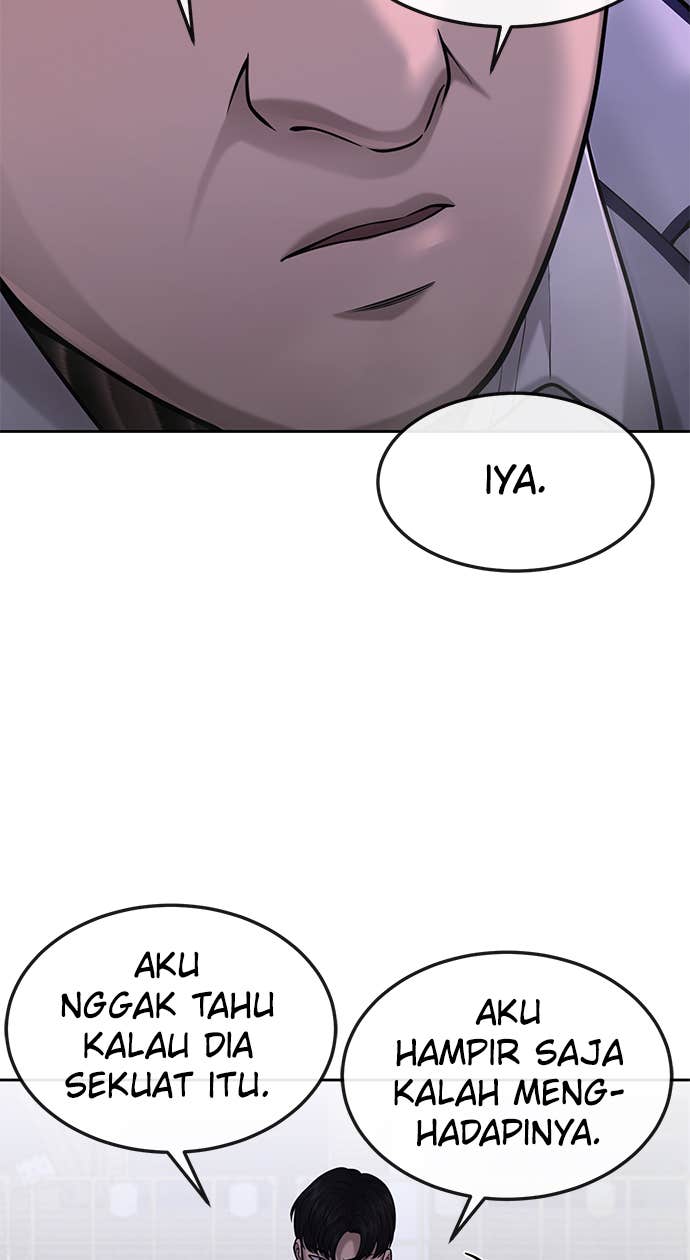 IYA.
AKU
NGGAK TAHU
KALAU DIA
SEKUAT ITU.
AKU
HAMPIR SAJA
KALAH MENG-
HADAPINYA.